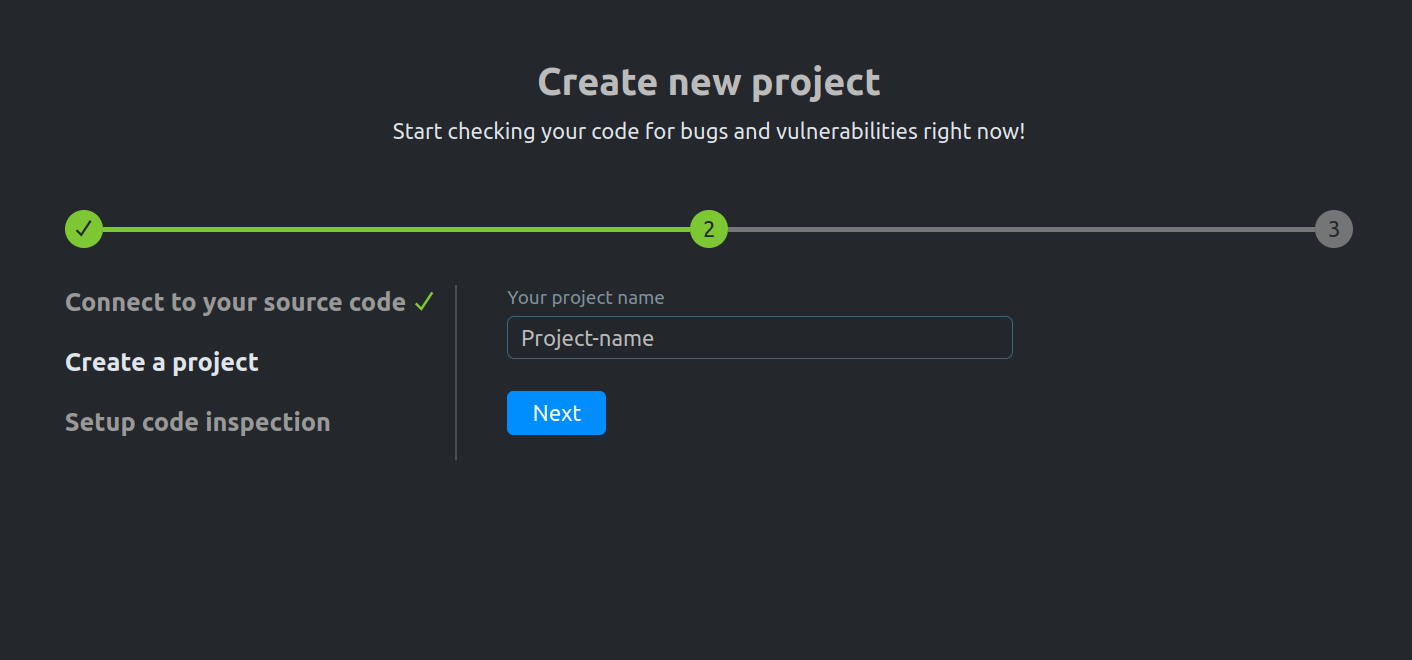 Create new project
Start checking your code for bugs and vulnerabilities right now!
2
3
Connect to your source code
Create a project
Setup code inspection
Your project name
Project-name
Next